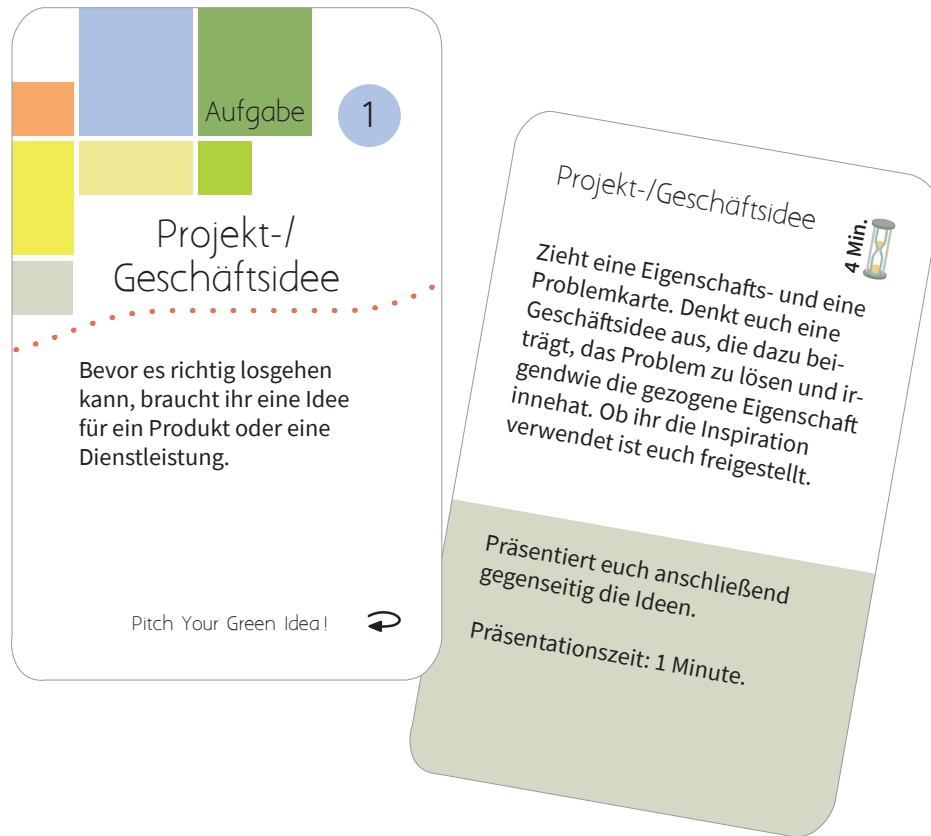 Aufgabe
1
Projekt-/
Geschäftsidee
Bevor es richtig losgehen
kann, braucht ihr eine Idee
für ein Produkt oder eine
Dienstleistung.
Pitch Your Green Idea!
Projekt-/Geschäftsidee
4 Min.
Zieht eine Eigenschafts- und eine
Problemkarte. Denkt euch eine
Geschäftsidee aus, die dazu bei-
trägt, das Problem zu lösen und ir-
gendwie die gezogene Eigenschaft
innehat. Ob ihr die Inspiration
verwendet ist euch freigestellt.
Präsentiert euch anschließend
gegenseitig die Ideen.
Präsentationszeit: 1 Minute.